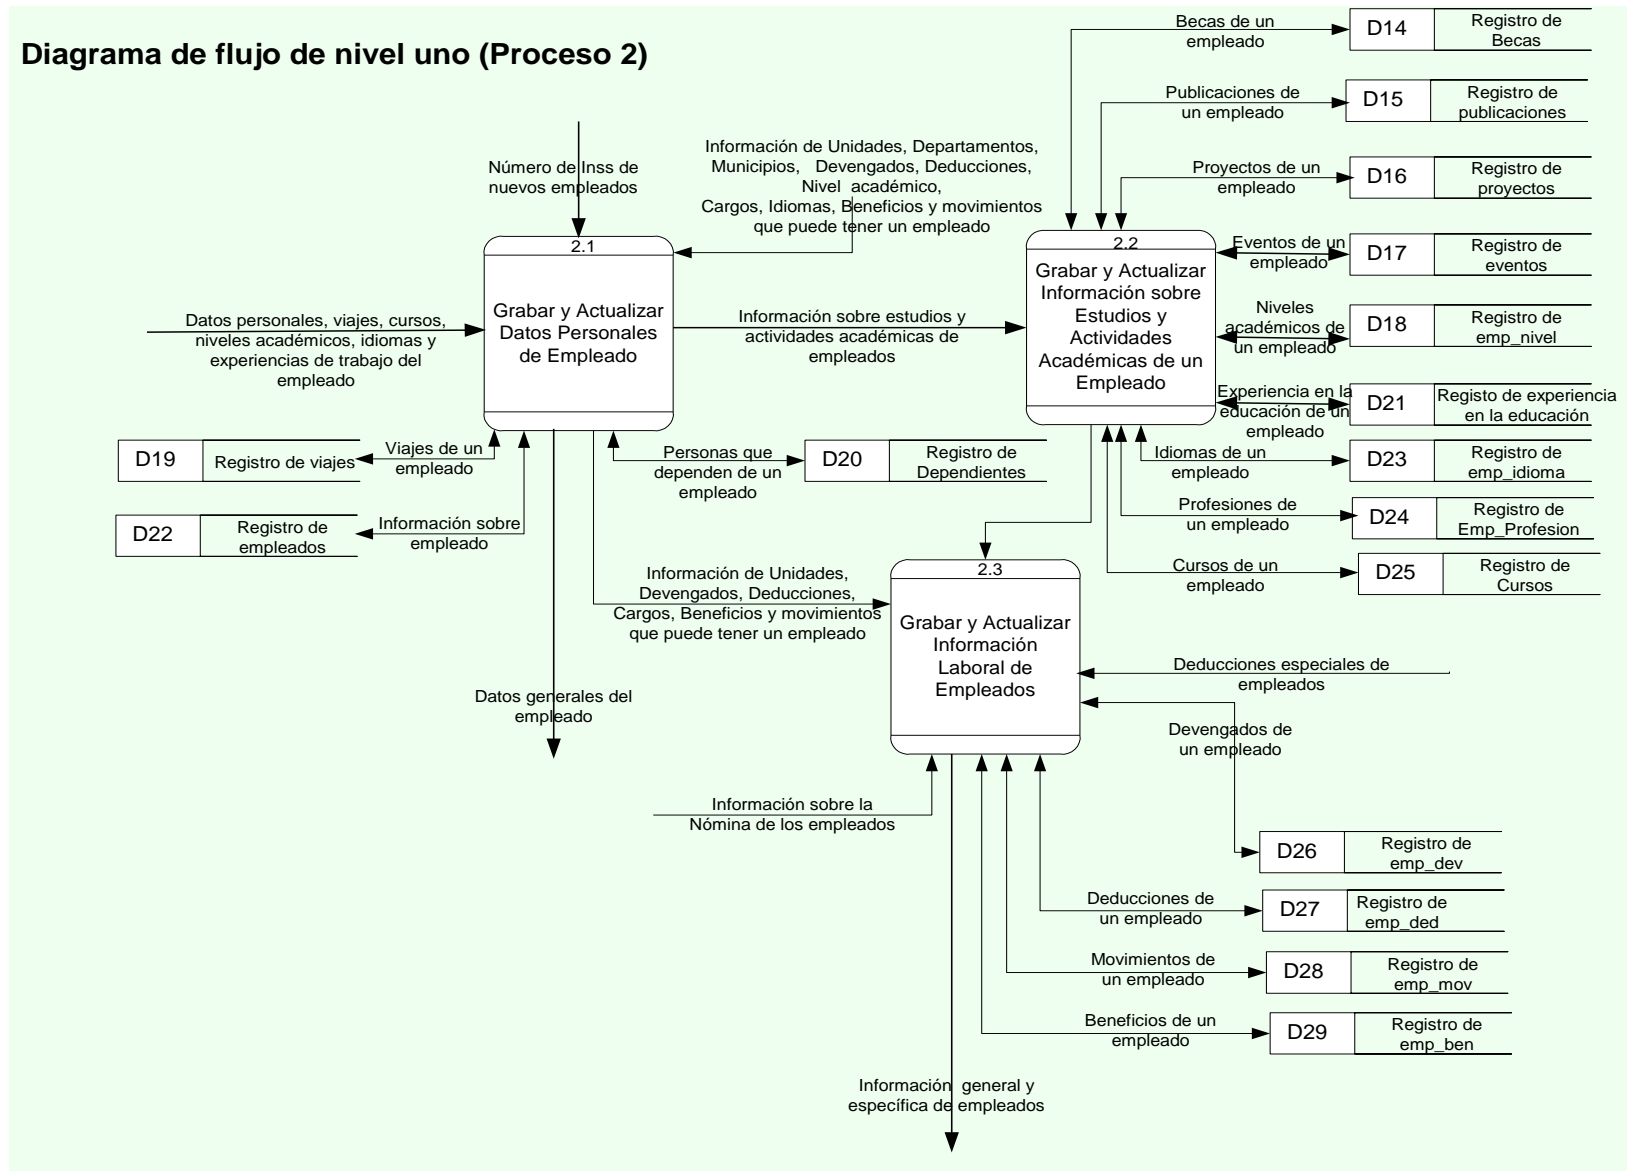 Diagrama de flujo de nivel uno (Proceso 2)
Becas de un
empleado
D14
Registro de
Becas
Publicaciones de
un empleado
D15
Registro de
publicaciones
Número de Inss de
nuevos empleados
Información de Unidades, Departamentos,
Municipios, Devengados, Deducciones,
Nivel académico,
Cargos, Idiomas, Beneficios y movimientos
que puede tener un empleado
Proyectos de un
empleado
D16
Registro de
proyectos
2.1
Grabar y Actualizar
Datos Personales
de Empleado
2.2
Grabar y Actualizar
Información sobre
Estudios y
Actividades
Académicas de un
Empleado
Eventos de un
empleado
D17
Registro de
eventos
Datos personales, viajes, cursos,
niveles académicos, idiomas y
experiencias de trabajo del
empleado
Información sobre estudios y
actividades académicas de
empleados
Niveles
académicos de
un empleado
D18
Registro de
emp_nivel
Experiencia en la
educación de un
empleado
D21
Registo de experiencia
en la educación
D19
Registro de viajes
Viajes de un
empleado
Personas que
dependen de un
empleado
D20
Registro de
Dependientes
Idiomas de un
empleado
D23
Registro de
emp_idioma
D22
Registro de
empleados
Información sobre
empleado
Profesiones de
un empleado
D24
Registro de
Emp_Profesion
Cursos de un
empleado
D25
Registro de
Cursos
Información de Unidades,
Devengados, Deducciones,
Cargos, Beneficios y movimientos
que puede tener un empleado
2.3
Grabar y Actualizar
Información
Laboral de
Empleados
Deducciones especiales de
empleados
Datos generales del
empleado
Devengados de
un empleado
Información sobre la
Nómina de los empleados
D26
Registro de
emp_dev
Deducciones de
un empleado
D27
Registro de
emp_ded
Movimientos de
un empleado
D28
Registro de
emp_mov
Beneficios de un
empleado
D29
Registro de
emp_ben
Información general y
específica de empleados